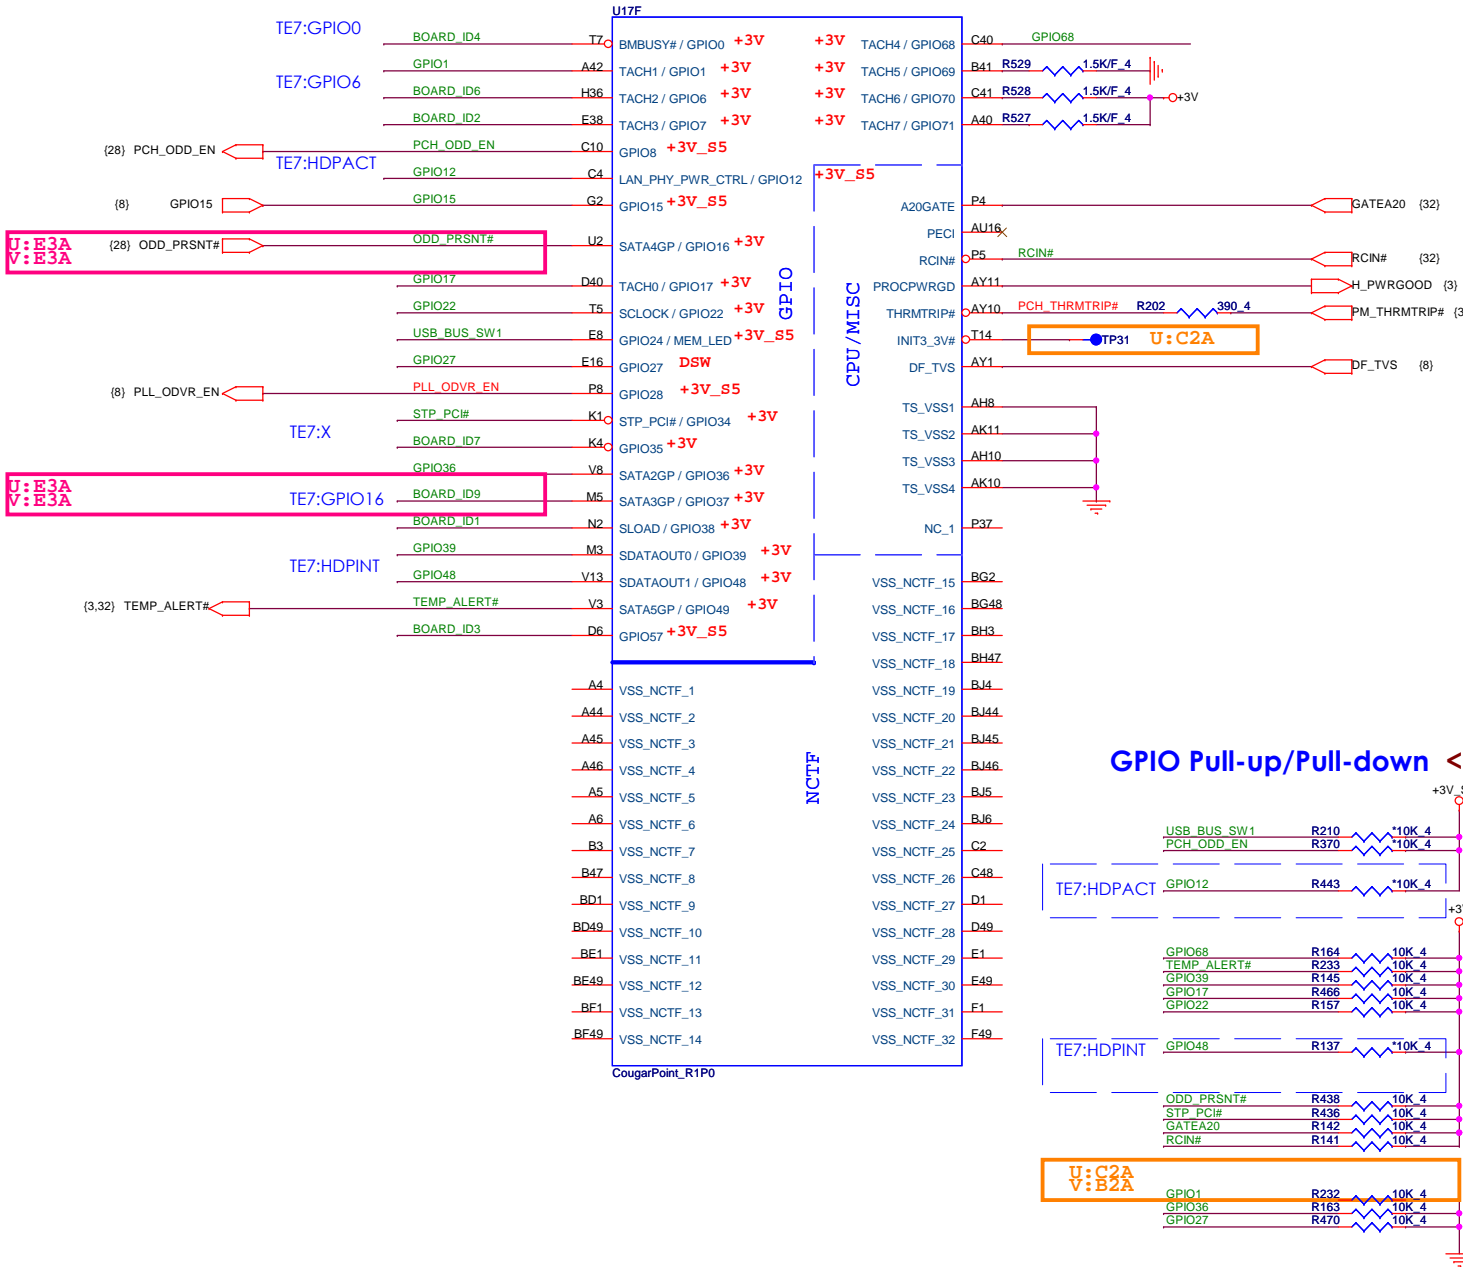 U17F
TE7:GPIO0
BOARD_ID4 T7 BMBUSY# / GPIO0 +3V +3V TACH4 / GPIO68 C40 GPIO68
GPIO1 A42 TACH1 / GPIO1 +3V +3V TACH5 / GPIO69 B41 R529 1.5K/F_4
TE7:GPIO6
BOARD_ID6 H36 TACH2 / GPIO6 +3V +3V TACH6 / GPIO70 C41 R528 1.5K/F_4 +3V
BOARD_ID2 E38 TACH3 / GPIO7 +3V +3V TACH7 / GPIO71 A40 R527 1.5K/F_4
{28} PCH_ODD_EN PCH_ODD_EN C10 GPIO8 +3V_S5
TE7:HDPACT
GPIO12 C4 LAN_PHY_PWR_CTRL / GPIO12 +3V_S5
{8} GPIO15 GPIO15 G2 GPIO15 +3V_S5 A20GATE P4 GATEA20 {32}
PECI AU16
U:E3A {28} ODD_PRSNT# ODD_PRSNT# U2 SATA4GP / GPIO16 +3V
V:E3A
RCIN# P5 RCIN# RCIN# {32}
GPIO17 D40 TACH0 / GPIO17 +3V PROCPWRGD AY11 H_PWRGOOD {3}
GPIO22 T5 SCLOCK / GPIO22 +3V THRMTRIP# AY10 PCH_THRMTRIP# R202 390_4 PM_THRMTRIP# {3
USB_BUS_SW1 E8 GPIO24 / MEM_LED +3V_S5 INIT3_3V# T14 TP31 U:C2A
GPIO27 E16 GPIO27 DSW DF_TVS AY1 DF_TVS {8}
{8} PLL_ODVR_EN PLL_ODVR_EN P8 GPIO28 +3V_S5
TS_VSS1 AH8
STP_PCI# K1 STP_PCI# / GPIO34 +3V
TE7:X
TS_VSS2 AK11
BOARD_ID7 K4 GPIO35 +3V
TS_VSS3 AH10
GPIO36 V8 SATA2GP / GPIO36 +3V
U:E3A
V:E3A
TE7:GPIO16 BOARD_ID9 M5 SATA3GP / GPIO37 +3V
TS_VSS4 AK10
BOARD_ID1 N2 SLOAD / GPIO38 +3V NC_1 P37
GPIO39 M3 SDATAOUT0 / GPIO39 +3V
TE7:HDPINT
GPIO48 V13 SDATAOUT1 / GPIO48 +3V VSS_NCTF_15 BG2
{3,32} TEMP_ALERT# TEMP_ALERT# V3 SATA5GP / GPIO49 +3V VSS_NCTF_16 BG48
BOARD_ID3 D6 GPIO57 +3V_S5 VSS_NCTF_17 BH3
GPIO
CPU/MISC
NCTF
VSS_NCTF_18 BH47
A4 VSS_NCTF_1 VSS_NCTF_19 BJ4
A44 VSS_NCTF_2 VSS_NCTF_20 BJ44
A45 VSS_NCTF_3 VSS_NCTF_21 BJ45
A46 VSS_NCTF_4 VSS_NCTF_22 BJ46
A5 VSS_NCTF_5 VSS_NCTF_23 BJ5
A6 VSS_NCTF_6 VSS_NCTF_24 BJ6
B3 VSS_NCTF_7 VSS_NCTF_25 C2
B47 VSS_NCTF_8 VSS_NCTF_26 C48
BD1 VSS_NCTF_9 VSS_NCTF_27 D1
BD49 VSS_NCTF_10 VSS_NCTF_28 D49
BE1 VSS_NCTF_11 VSS_NCTF_29 E1
BE49 VSS_NCTF_12 VSS_NCTF_30 E49
BF1 VSS_NCTF_13 VSS_NCTF_31 F1
BF49 VSS_NCTF_14 VSS_NCTF_32 F49
CougarPoint_R1P0
GPIO Pull-up/Pull-down <
+3V_S
USB_BUS_SW1 R210 *10K_4
PCH_ODD_EN R370 *10K_4
TE7:HDPACT GPIO12 R443 *10K_4
+3
GPIO68 R164 10K_4
TEMP_ALERT# R233 10K_4
GPIO39 R145 10K_4
GPIO17 R466 10K_4
GPIO22 R157 10K_4
TE7:HDPINT GPIO48 R137 *10K_4
ODD_PRSNT# R438 10K_4
STP_PCI# R436 10K_4
GATEA20 R142 10K_4
RCIN# R141 10K_4
U:C2A
V:B2A
GPIO1 R232 10K_4
GPIO36 R163 10K_4
GPIO27 R470 10K_4